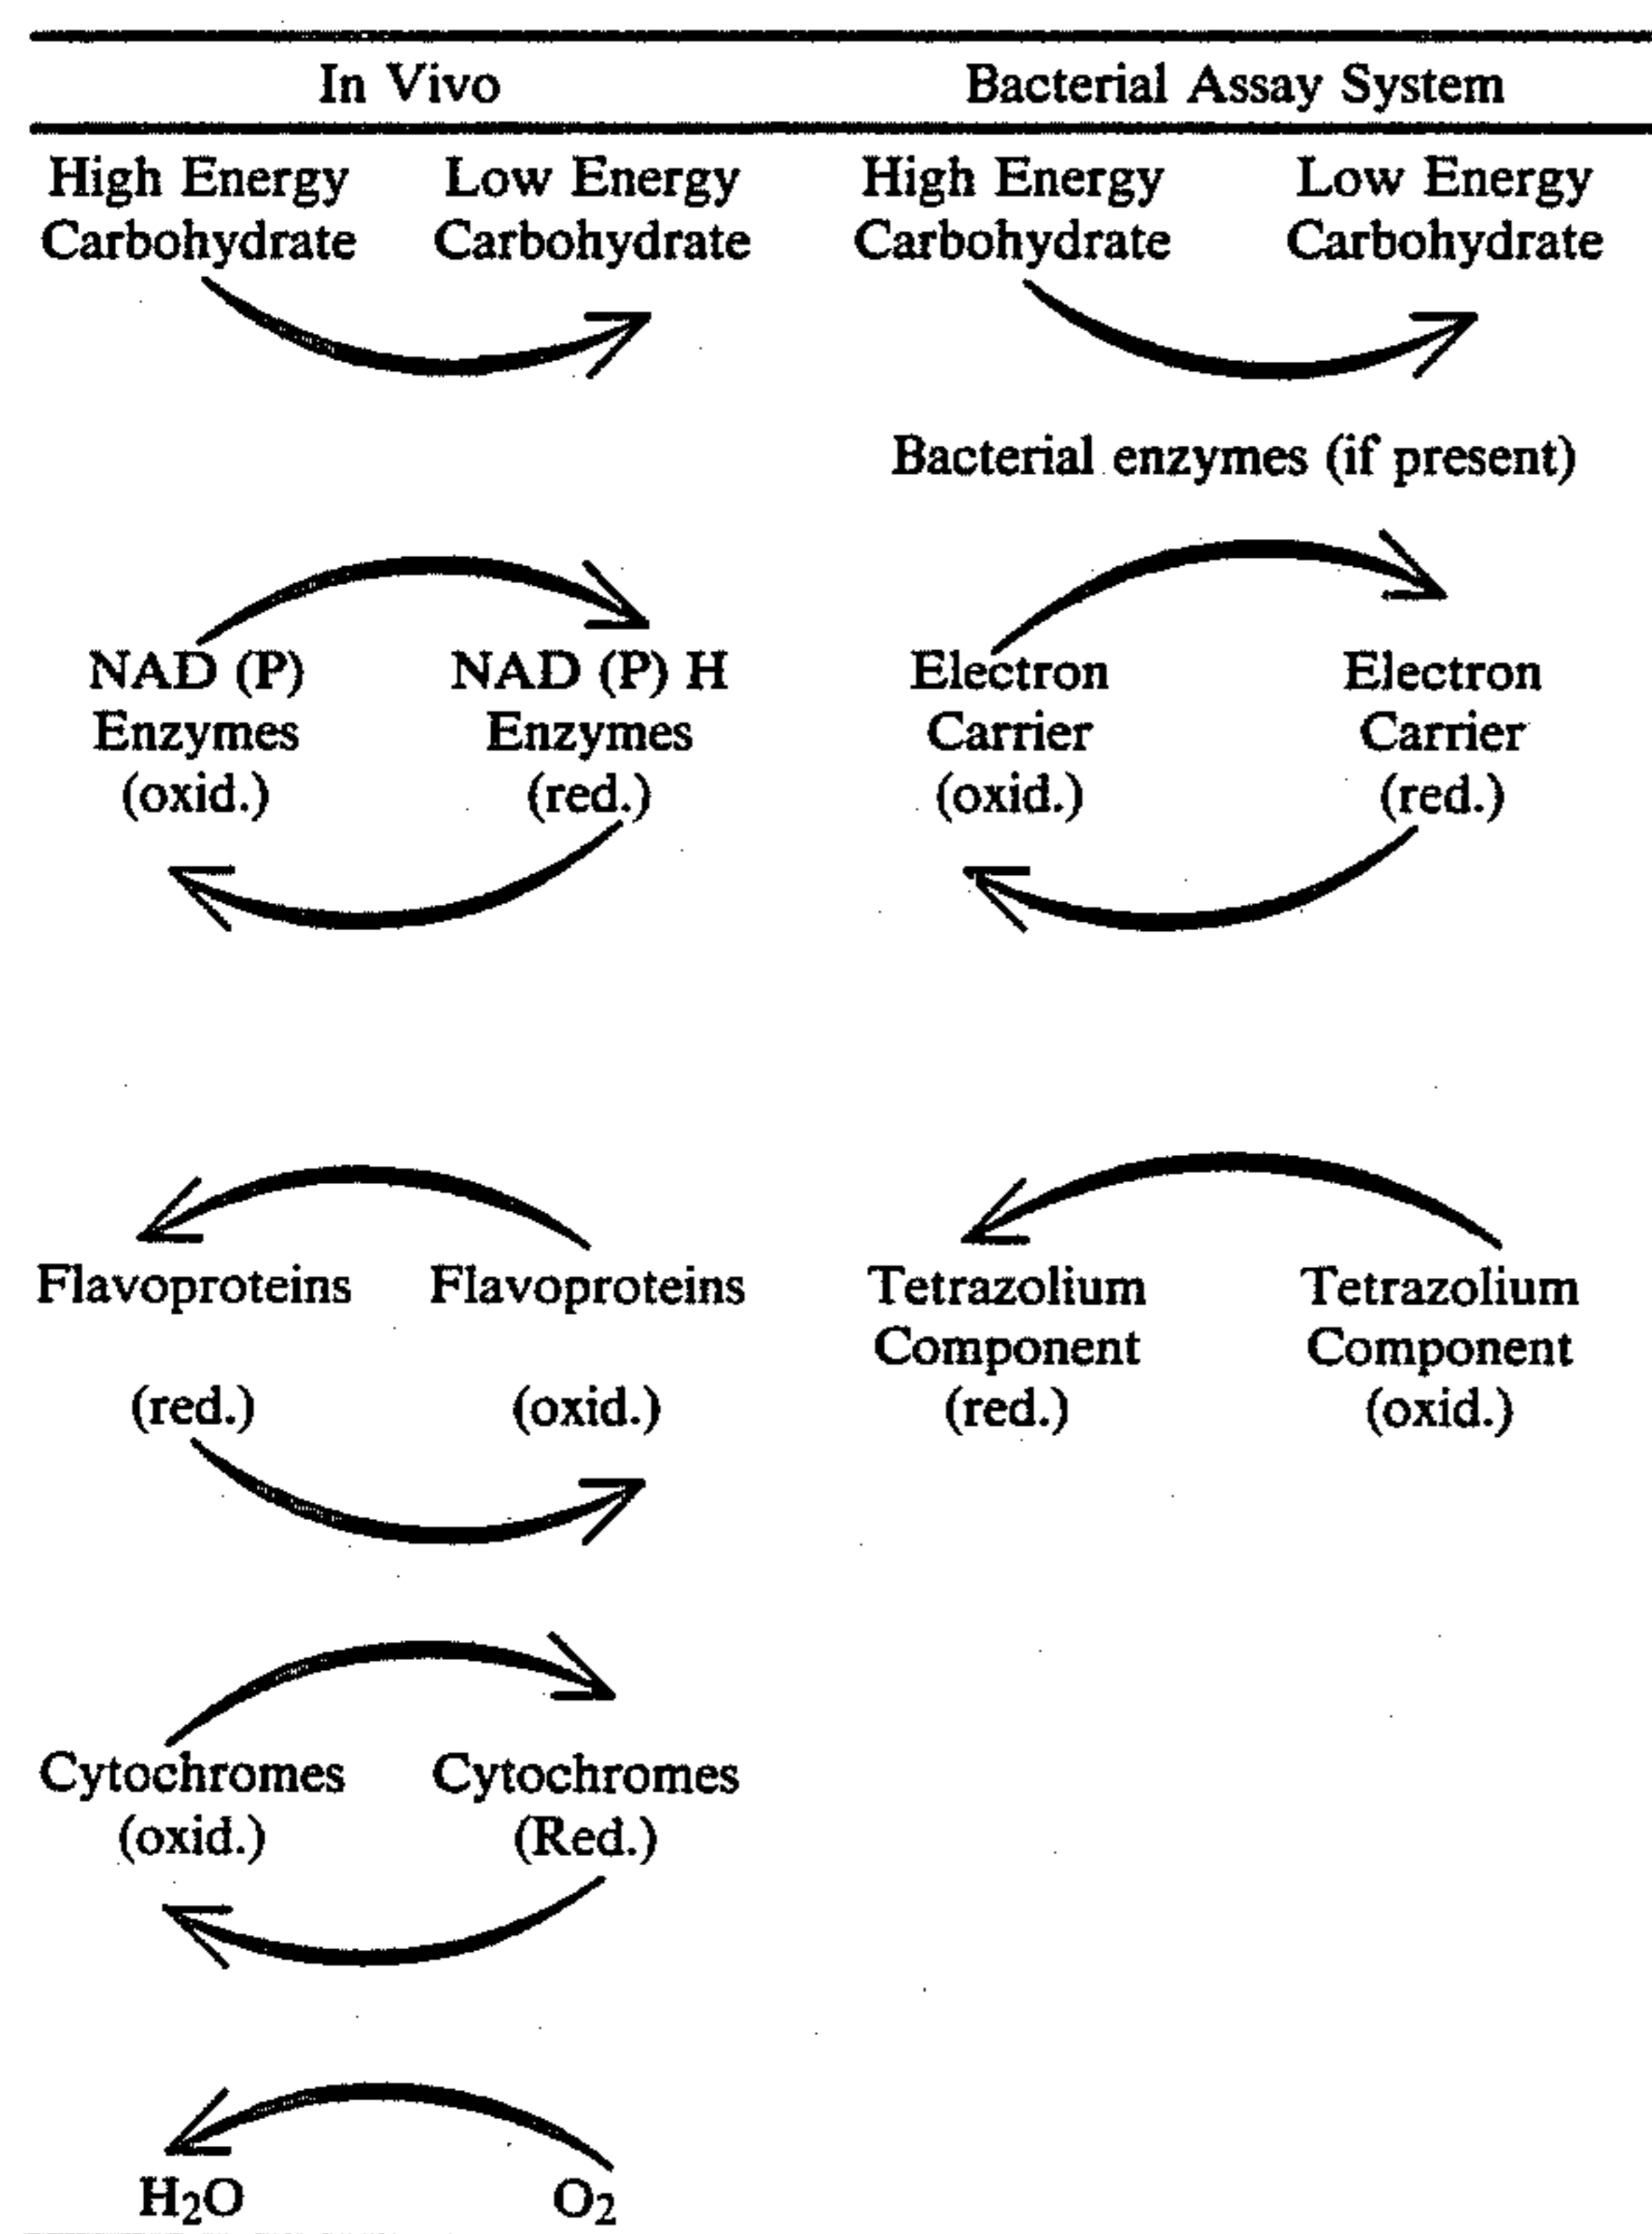 In Vivo Bacterial Assay System
High Energy Low Energy High Energy Low Energy
Carbohydrate Carbohydrate Carbohydrate Carbohydrate
Bacterial enzymes (if present)
NAD (P) NAD (P) H Electron Electron
Enzymes Enzymes Carrier Carrier
(oxid.) (red.) (oxid.) (red.)
Flavoproteins Flavoproteins Tetrazolium Tetrazolium
Component Component
(red.) (oxid.) (red.) (oxid.)
Cytochromes Cytochromes
(oxid.) (Red.)
H2O O2